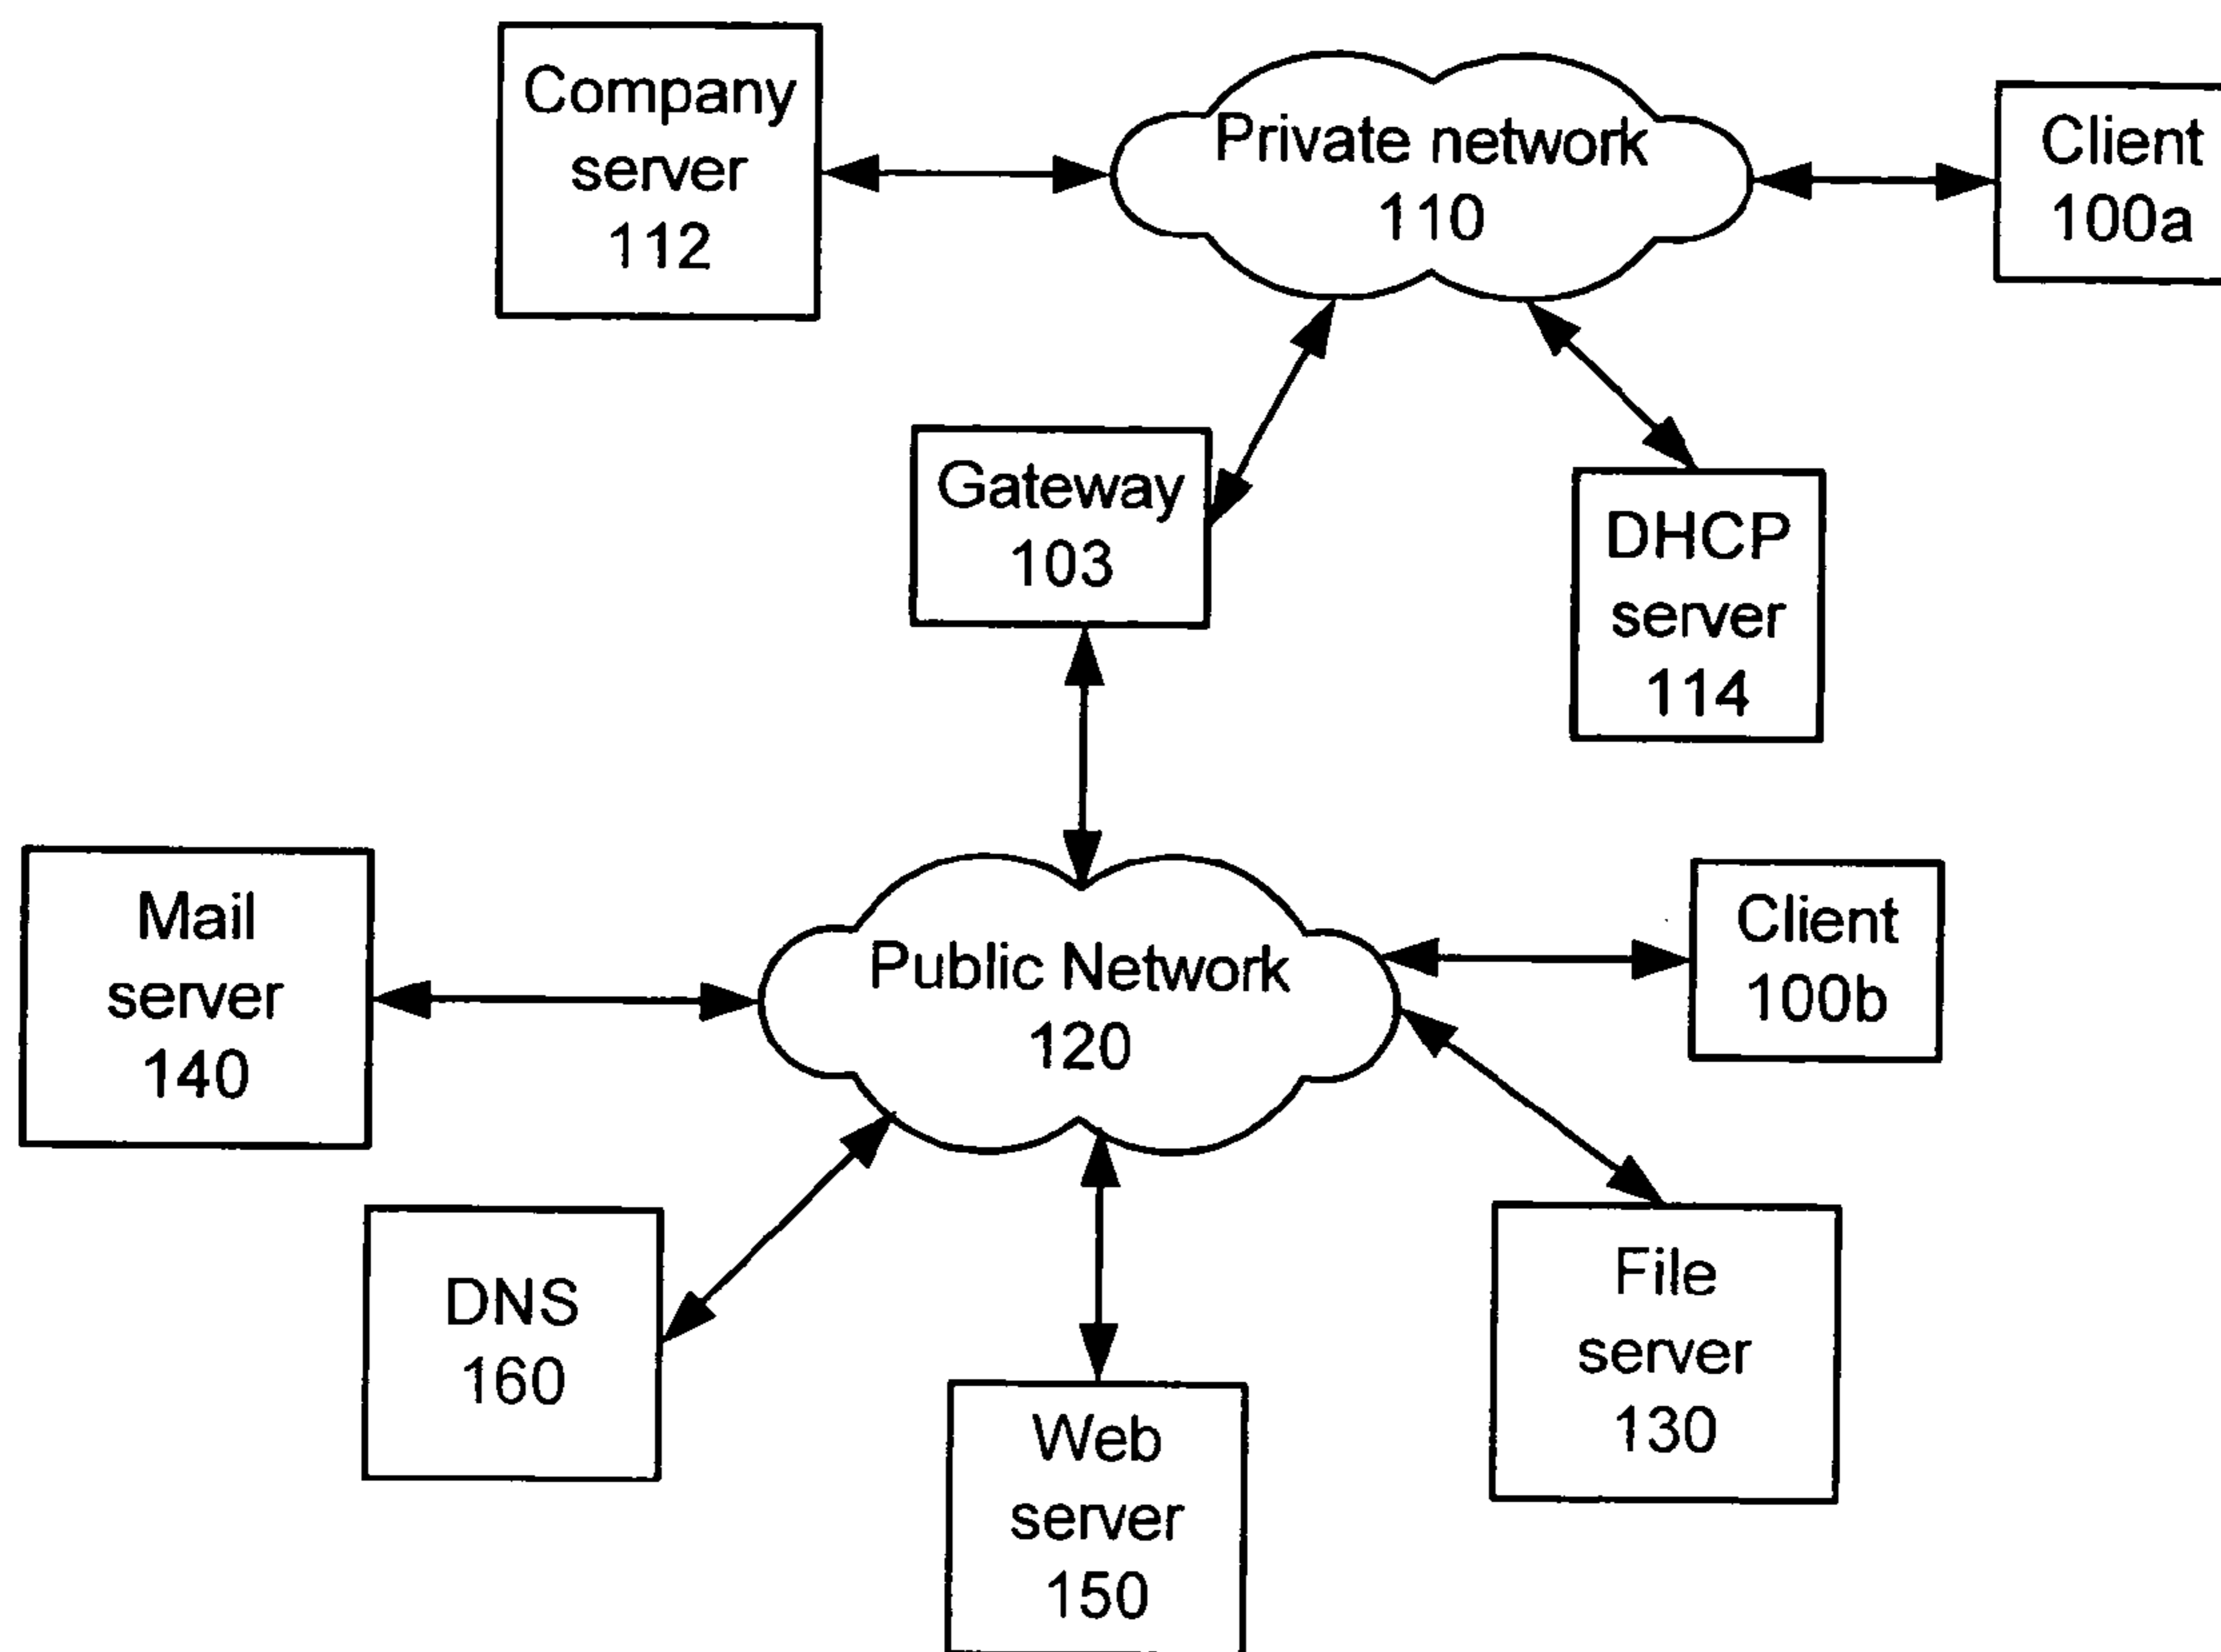 Company
server
112
Private network
110
Client
100a
Gateway
103
DHCP
server
114
Mail
server
140
Public Network
120
Client
100b
DNS
160
Web
server
150
File
server
130